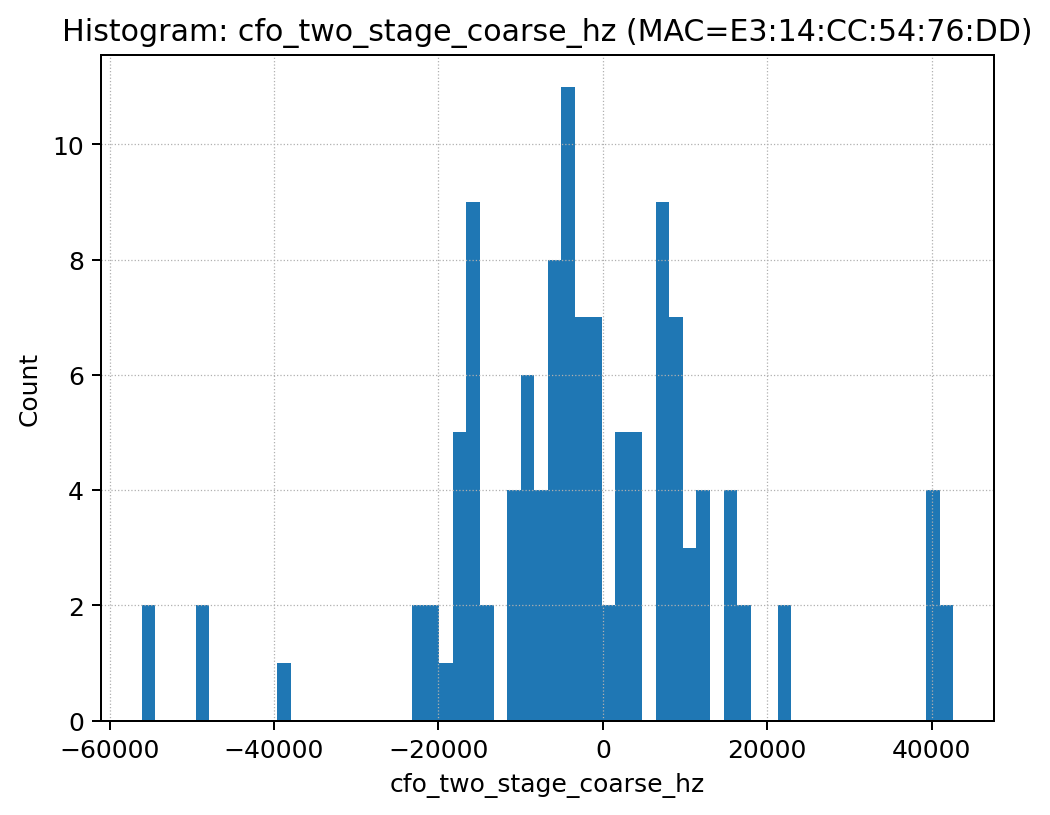 Histogram: cfo_two_stage_coarse_hz (MAC=E3:14:CC:54:76:DD)
10
8
6
4
2
0
Count
−60000 −40000 −20000 0 20000 40000
cfo_two_stage_coarse_hz